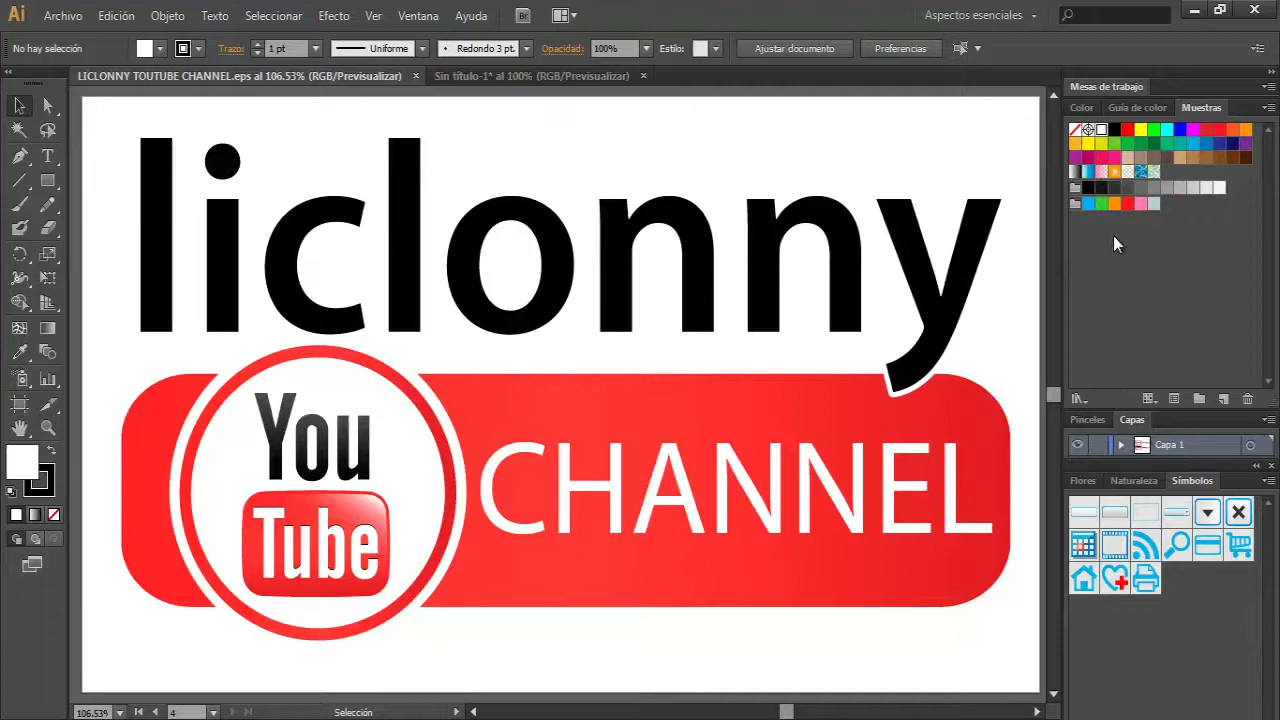 Ai Archivo Edición Objeto Texto Seleccionar Efecto Ver Ventana Ayuda Br Aspectos esenciales
No hay selección Trazo: 1 pt Uniforme Redondo 3 pt. Opacidad: 100% Estilo: Ajustar documento Preferencias
LICLONNY TOUTUBE CHANNEL.eps al 106.53% (RGB/Previsualizar) × Sin título-1* al 100% (RGB/Previsualizar) ×
Mesas de trabajo
Color Guía de color Muestras
liclonny
You
Tube
CHANNEL
Pinceles Capas
Capa 1
Flores Naturaleza Símbolos
106.53% 4 Selección